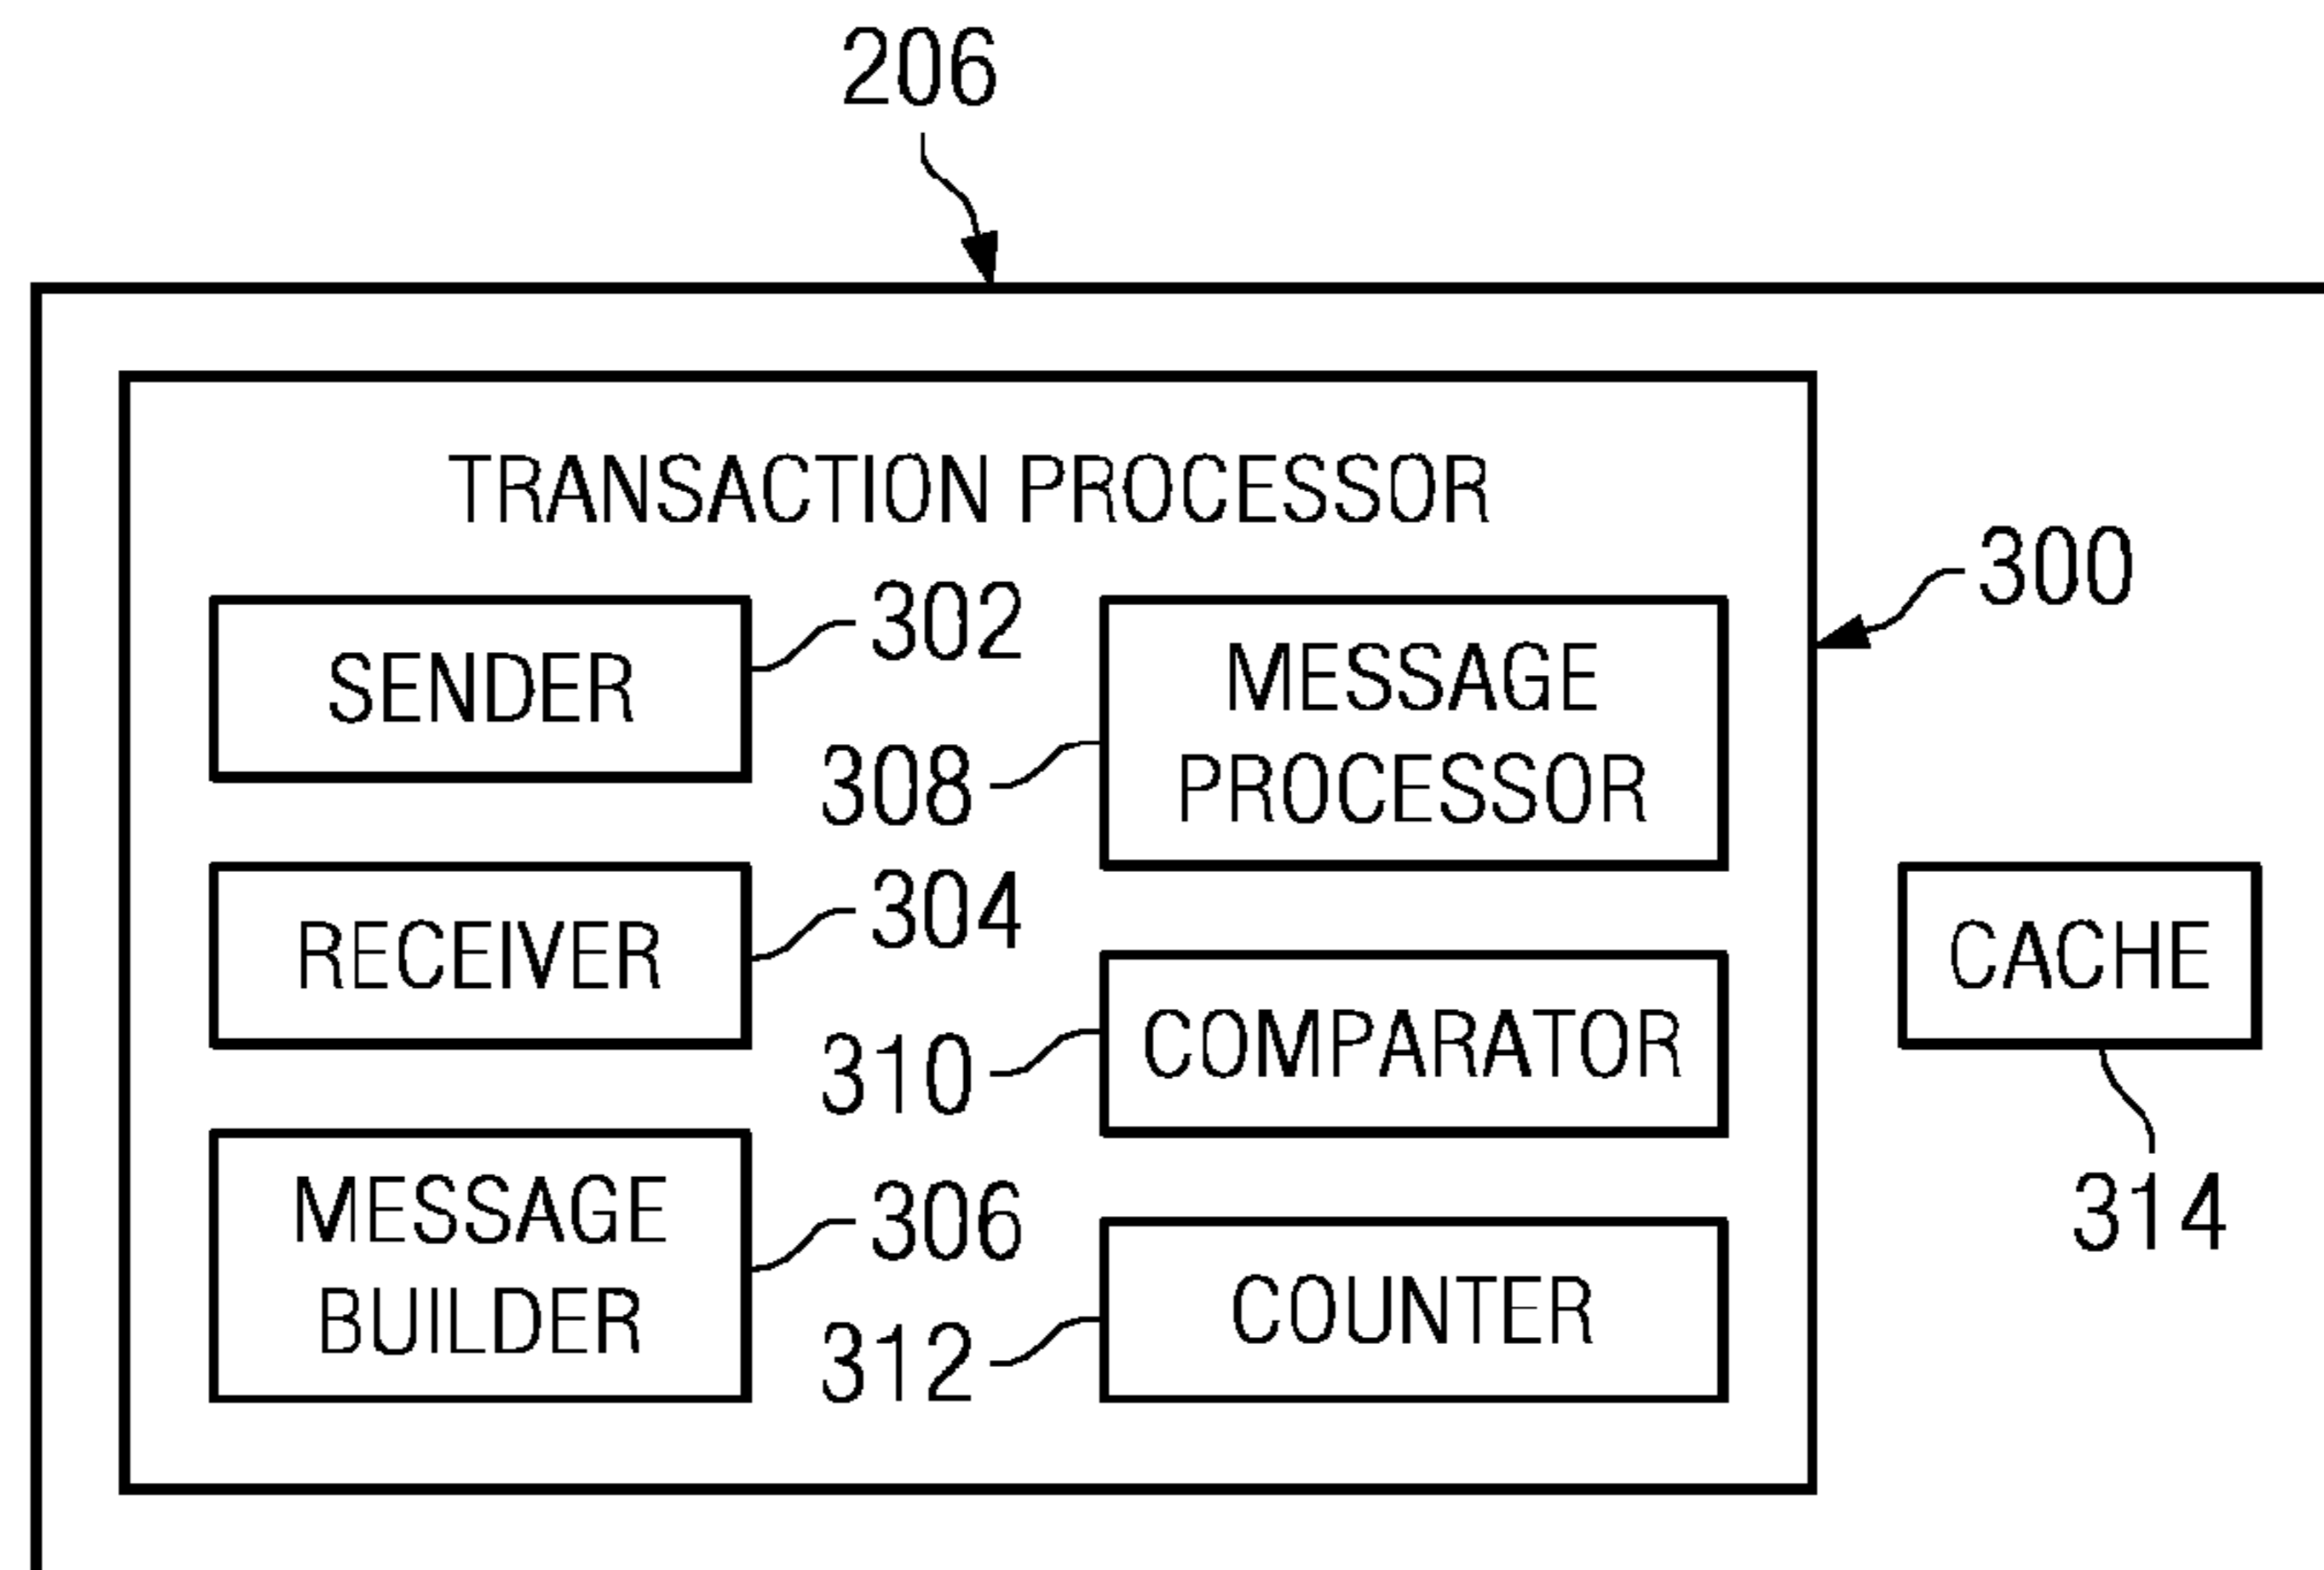 206
TRANSACTION PROCESSOR
300
SENDER
302
MESSAGE
PROCESSOR
308
RECEIVER
304
COMPARATOR
310
CACHE
314
MESSAGE
BUILDER
306
COUNTER
312